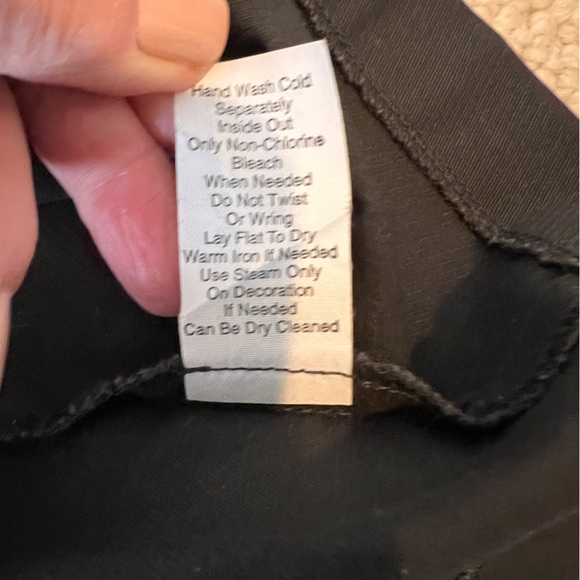 Hand Wash Cold
Separately
Inside Out
Only Non-Chlorine
Bleach
When Needed
Do Not Twist
Or Wring
Lay Flat To Dry
Warm Iron If Needed
Use Steam Only
On Decoration
If Needed
Can Be Dry Cleaned